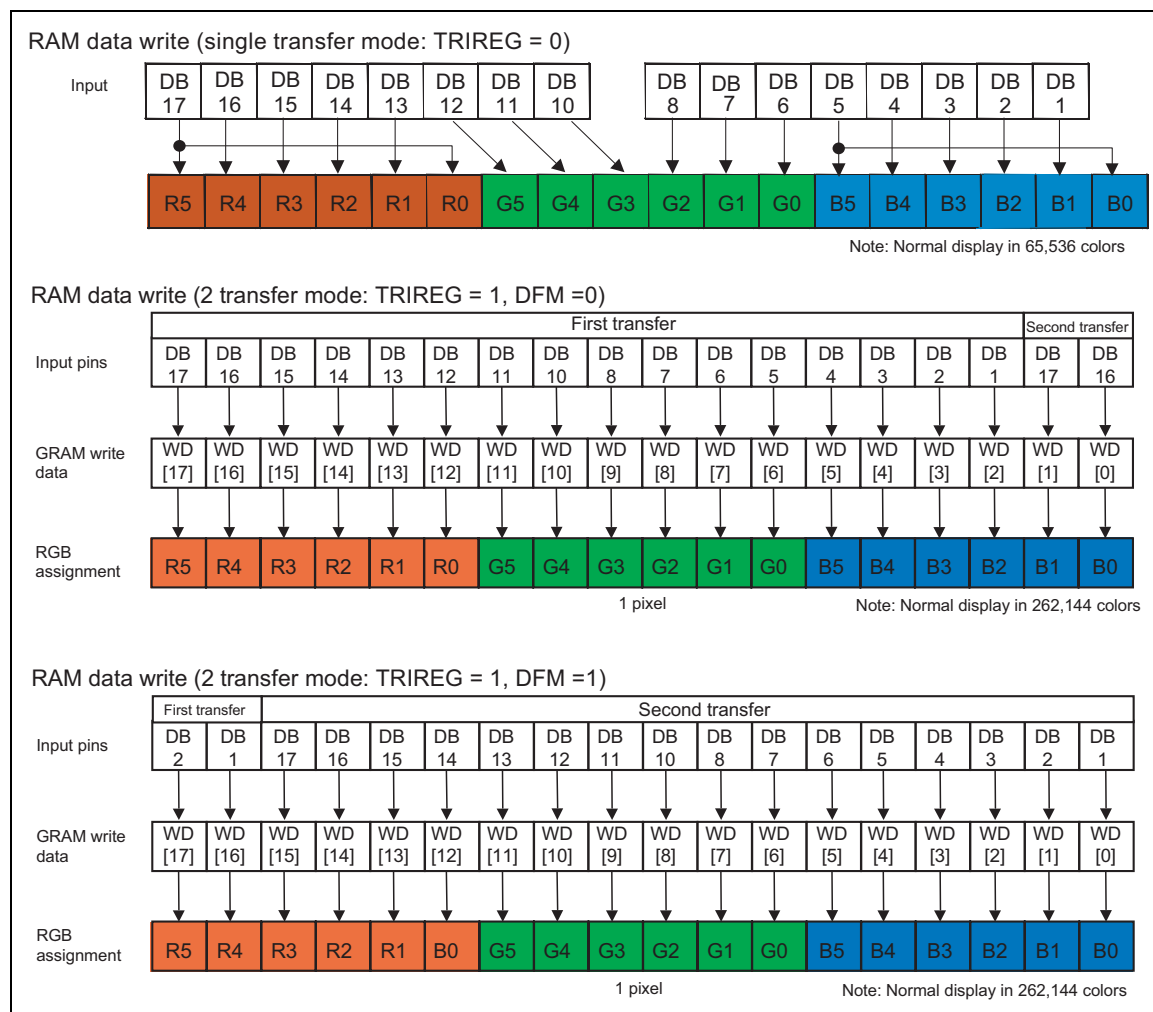 RAM data write (single transfer mode: TRIREG = 0)
Input DB 17 DB 16 DB 15 DB 14 DB 13 DB 12 DB 11 DB 10 DB 8 DB 7 DB 6 DB 5 DB 4 DB 3 DB 2 DB 1
R5 R4 R3 R2 R1 R0 G5 G4 G3 G2 G1 G0 B5 B4 B3 B2 B1 B0
Note: Normal display in 65,536 colors
RAM data write (2 transfer mode: TRIREG = 1, DFM =0)
First transfer Second transfer
Input pins DB 17 DB 16 DB 15 DB 14 DB 13 DB 12 DB 11 DB 10 DB 8 DB 7 DB 6 DB 5 DB 4 DB 3 DB 2 DB 1 DB 17 DB 16
GRAM write data WD [17] WD [16] WD [15] WD [14] WD [13] WD [12] WD [11] WD [10] WD [9] WD [8] WD [7] WD [6] WD [5] WD [4] WD [3] WD [2] WD [1] WD [0]
RGB assignment R5 R4 R3 R2 R1 R0 G5 G4 G3 G2 G1 G0 B5 B4 B3 B2 B1 B0
1 pixel Note: Normal display in 262,144 colors
RAM data write (2 transfer mode: TRIREG = 1, DFM =1)
First transfer Second transfer
Input pins DB 2 DB 1 DB 17 DB 16 DB 15 DB 14 DB 13 DB 12 DB 11 DB 10 DB 8 DB 7 DB 6 DB 5 DB 4 DB 3 DB 2 DB 1
GRAM write data WD [17] WD [16] WD [15] WD [14] WD [13] WD [12] WD [11] WD [10] WD [9] WD [8] WD [7] WD [6] WD [5] WD [4] WD [3] WD [2] WD [1] WD [0]
RGB assignment R5 R4 R3 R2 R1 B0 G5 G4 G3 G2 G1 G0 B5 B4 B3 B2 B1 B0
1 pixel Note: Normal display in 262,144 colors